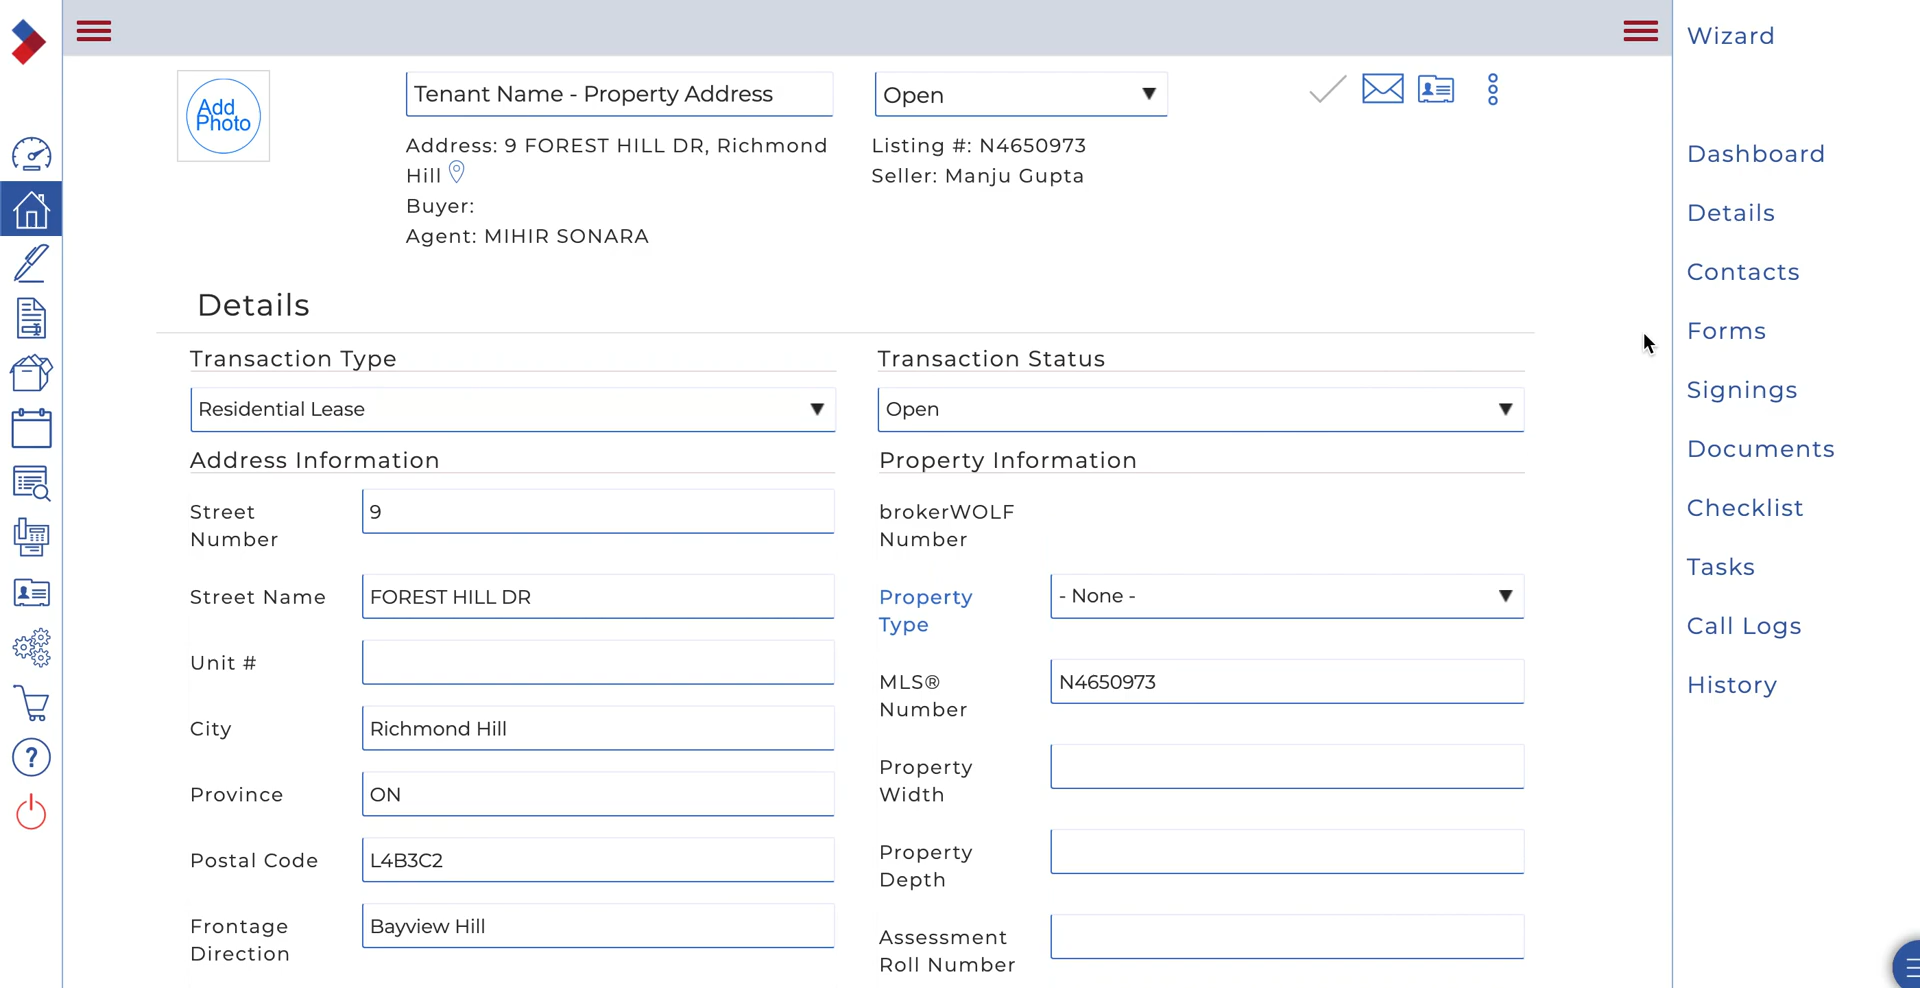 Wizard
Add
Photo
Tenant Name - Property Address
Open
Address: 9 FOREST HILL DR, Richmond
Hill
Buyer:
Agent: MIHIR SONARA
Listing #: N4650973
Seller: Manju Gupta
Details
Transaction Type
Residential Lease
Transaction Status
Open
Address Information
Street
Number
9
Street Name
FOREST HILL DR
Unit #
City
Richmond Hill
Province
ON
Postal Code
L4B3C2
Frontage
Direction
Bayview Hill
Property Information
brokerWOLF
Number
Property
Type
- None -
MLS®
Number
N4650973
Property
Width
Property
Depth
Assessment
Roll Number
Dashboard
Details
Contacts
Forms
Signings
Documents
Checklist
Tasks
Call Logs
History
?